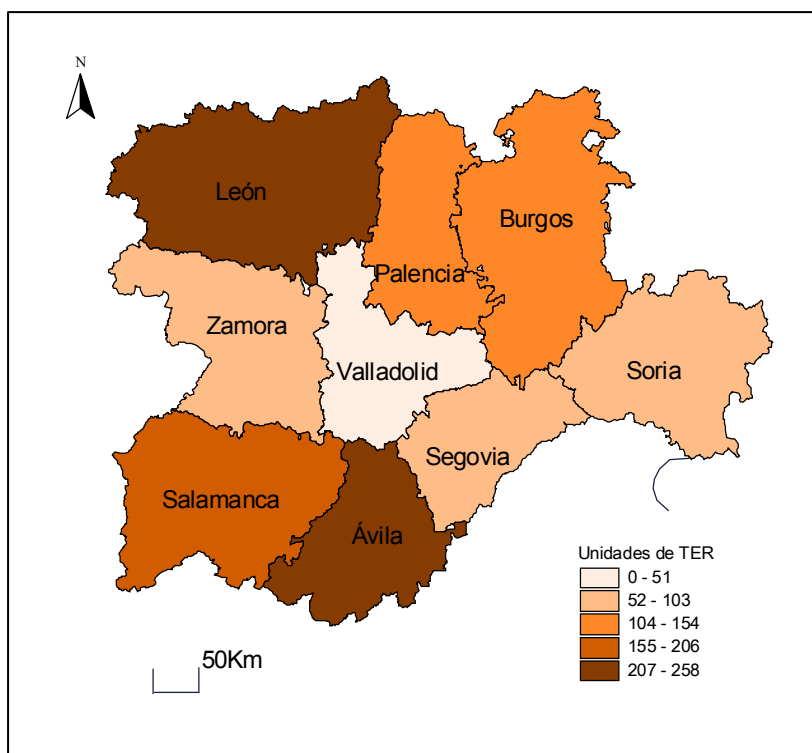 N
León
Burgos
Palencia
Zamora
Valladolid
Soria
Segovia
Salamanca
Ávila
Unidades de TER
0 - 51
52 - 103
104 - 154
155 - 206
207 - 258
50Km